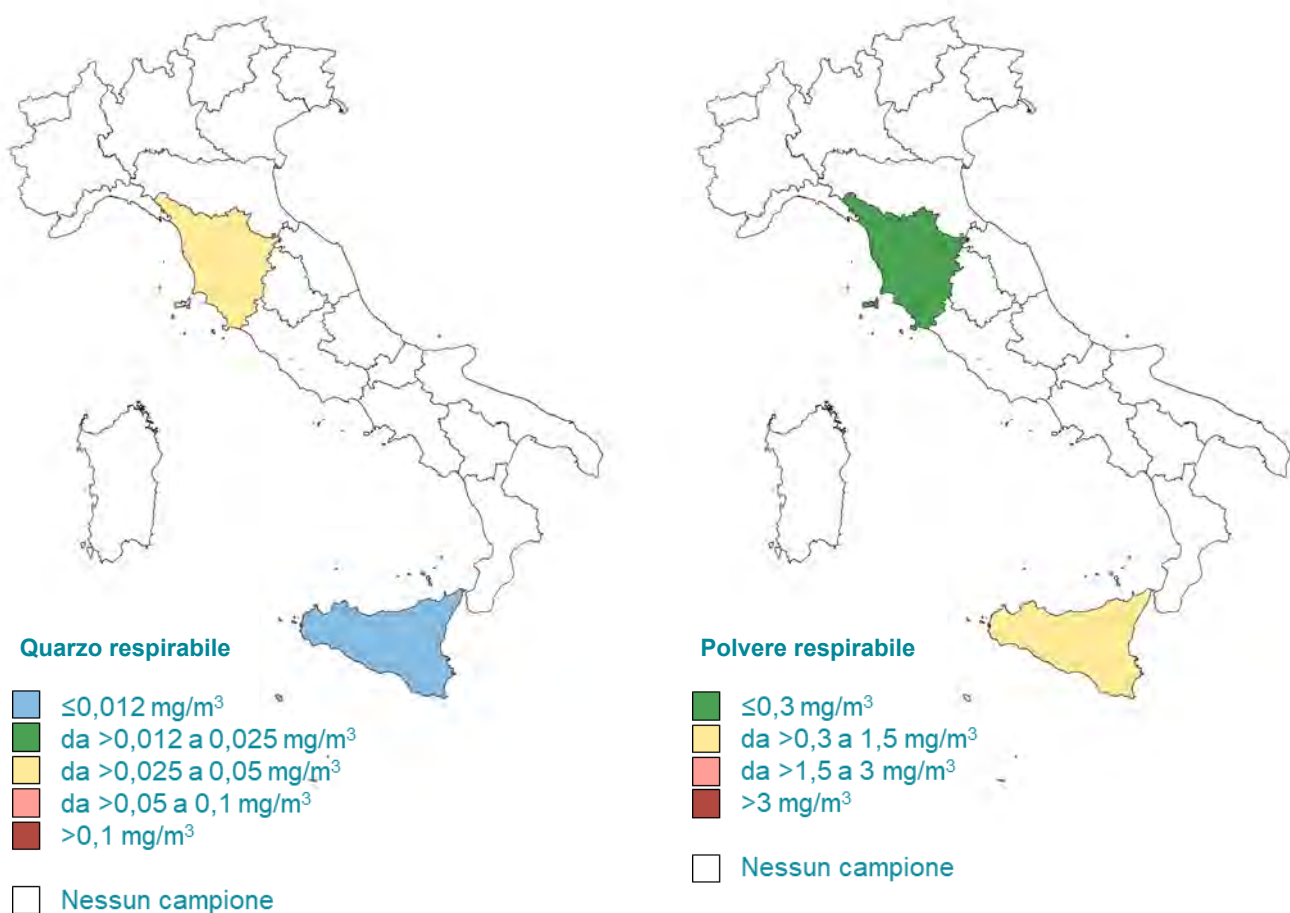 Quarzo respirabile
≤0,012 mg/m³
da >0,012 a 0,025 mg/m³
da >0,025 a 0,05 mg/m³
da >0,05 a 0,1 mg/m³
>0,1 mg/m³
Nessun campione
Polvere respirabile
≤0,3 mg/m³
da >0,3 a 1,5 mg/m³
da >1,5 a 3 mg/m³
>3 mg/m³
Nessun campione